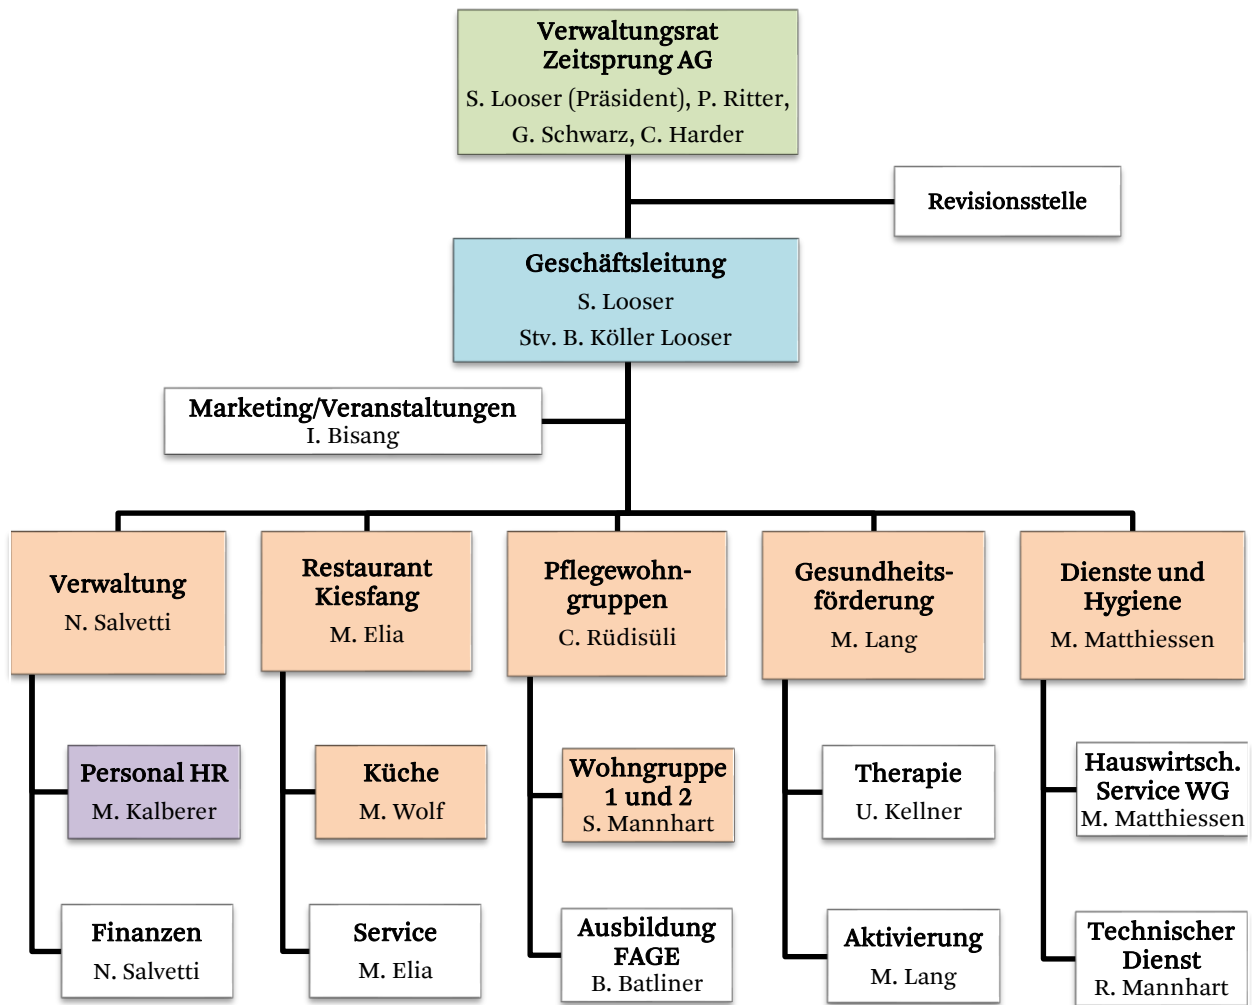 Verwaltungsrat
Zeitsprung AG
S. Looser (Präsident), P. Ritter,
G. Schwarz, C. Harder
Revisionsstelle
Geschäftsleitung
S. Looser
Stv. B. Köller Looser
Marketing/Veranstaltungen
I. Bisang
Verwaltung
N. Salvetti
Restaurant
Kiesfang
M. Elia
Pflegewohn-
gruppen
C. Rüdisüli
Gesundheits-
förderung
M. Lang
Dienste und
Hygiene
M. Matthiessen
Personal HR
M. Kalberer
Küche
M. Wolf
Wohngruppe
1 und 2
S. Mannhart
Therapie
U. Kellner
Hauswirtsch.
Service WG
M. Matthiessen
Finanzen
N. Salvetti
Service
M. Elia
Ausbildung
FAGE
B. Batliner
Aktivierung
M. Lang
Technischer
Dienst
R. Mannhart